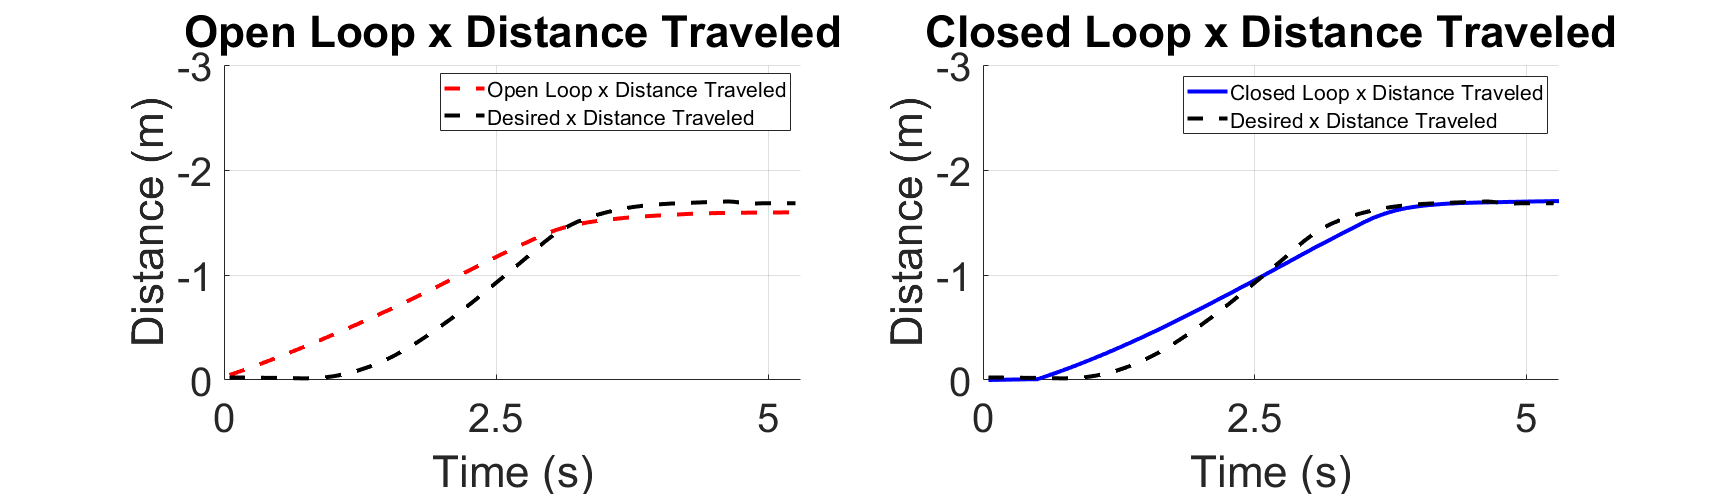 Open Loop x Distance Traveled
-3
-2
-1
0
Distance (m)
Open Loop x Distance Traveled
Desired x Distance Traveled
0
2.5
5
Time (s)
Closed Loop x Distance Traveled
-3
-2
-1
0
Distance (m)
Closed Loop x Distance Traveled
Desired x Distance Traveled
0
2.5
5
Time (s)